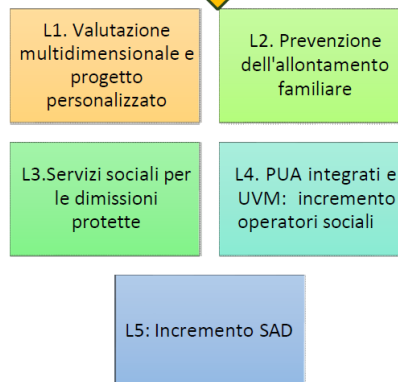 L1. Valutazione
multidimensionale e
progetto
personalizzato
L2. Prevenzione
dell'allontamento
familiare
L3.Servizi sociali per
le dimissioni
protette
L4. PUA integrati e
UVM: incremento
operatori sociali
L5: Incremento SAD